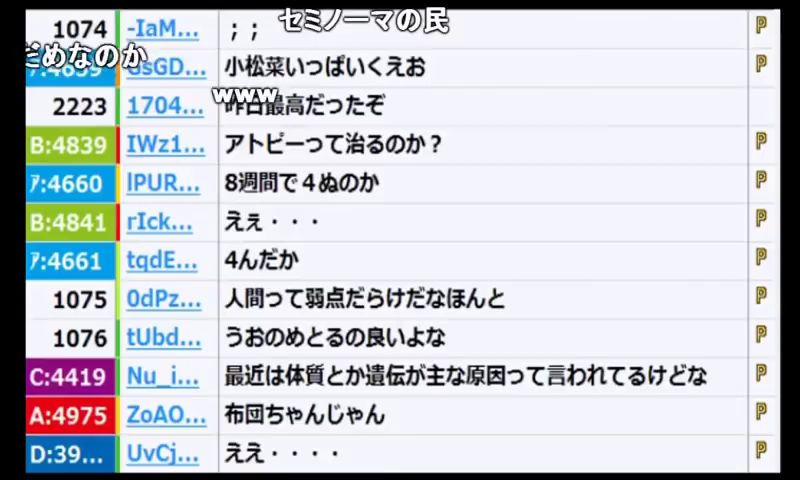 セミノーマの民
1074 -IaM... ；； P
だめなのか
ｱ:4659 GsGD... 小松菜いっぱいくえお P
www
2223 1704... 昨日最高だったぞ
B:4839 IWz1... アトピーって治るのか？ P
ｱ:4660 lPUR... 8週間で４ぬのか P
B:4841 rIck... えぇ・・・ P
ｱ:4661 tqdE... 4んだか P
1075 0dPz... 人間って弱点だらけだなほんと P
1076 tUbd... うおのめとるの良いよな P
C:4419 Nu_i... 最近は体質とか遺伝が主な原因って言われてるけどな P
A:4975 ZoAO... 布団ちゃんじゃん P
D:39... UvCj... ええ・・・・ P